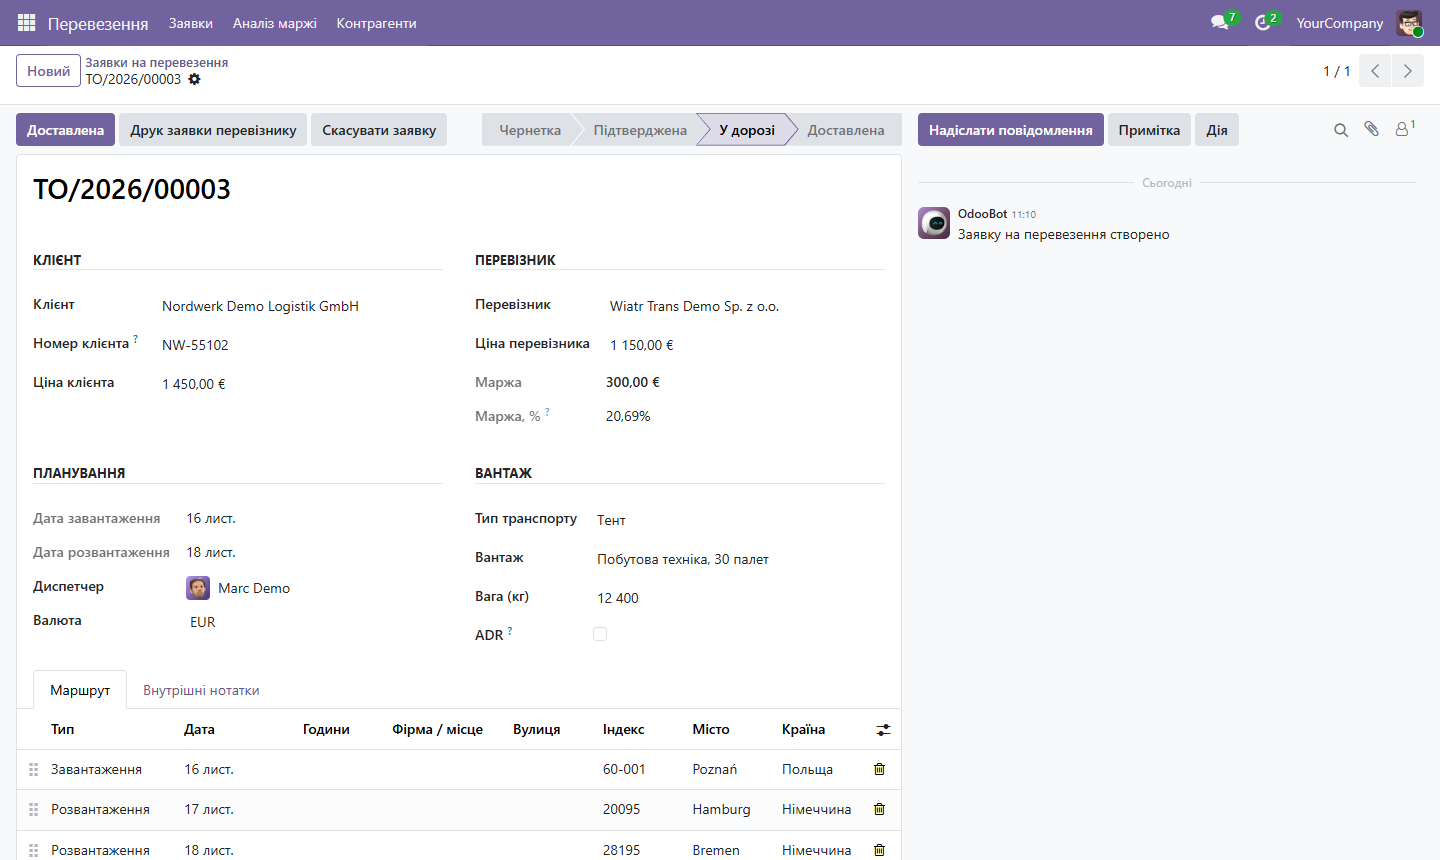 Перевезення Заявки Аналіз маржі Контрагенти 7 2 YourCompany
Новий Заявки на перевезення
TO/2026/00003 1 / 1
Доставлена Друк заявки перевізнику Скасувати заявку Чернетка Підтверджена У дорозі Доставлена Надіслати повідомлення Примітка Дія 1
TO/2026/00003
Сьогодні
OdooBot 11:10
Заявку на перевезення створено
КЛІЄНТ
Клієнт Nordwerk Demo Logistik GmbH
Номер клієнта ? NW-55102
Ціна клієнта 1 450,00 €
ПЕРЕВІЗНИК
Перевізник Wiatr Trans Demo Sp. z o.o.
Ціна перевізника 1 150,00 €
Маржа 300,00 €
Маржа, % ? 20,69%
ПЛАНУВАННЯ
Дата завантаження 16 лист.
Дата розвантаження 18 лист.
Диспетчер Marc Demo
Валюта EUR
ВАНТАЖ
Тип транспорту Тент
Вантаж Побутова техніка, 30 палет
Вага (кг) 12 400
ADR ?
Маршрут Внутрішні нотатки
Тип Дата Години Фірма / місце Вулиця Індекс Місто Країна
Завантаження 16 лист. 60-001 Poznań Польща
Розвантаження 17 лист. 20095 Hamburg Німеччина
Розвантаження 18 лист. 28195 Bremen Німеччина